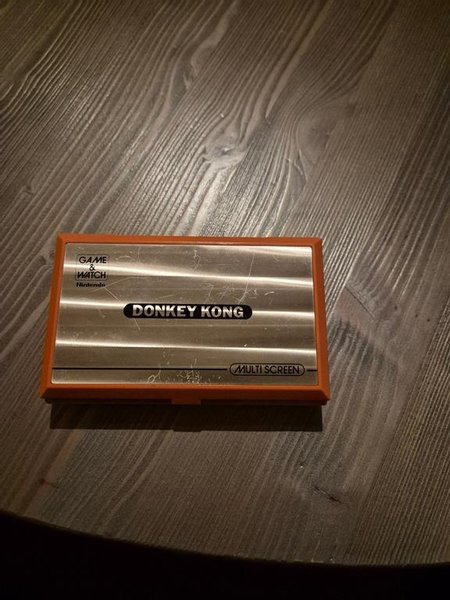 GAME
&
WATCH
Nintendo
DONKEY KONG
MULTI SCREEN